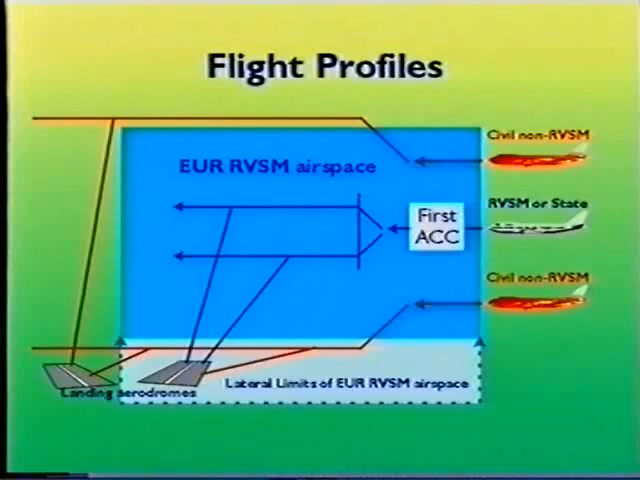 Flight Profiles
Civil non-RVSM
EUR RVSM airspace
RVSM or State
First
ACC
Civil non-RVSM
Lateral Limits of EUR RVSM airspace
Landing aerodromes